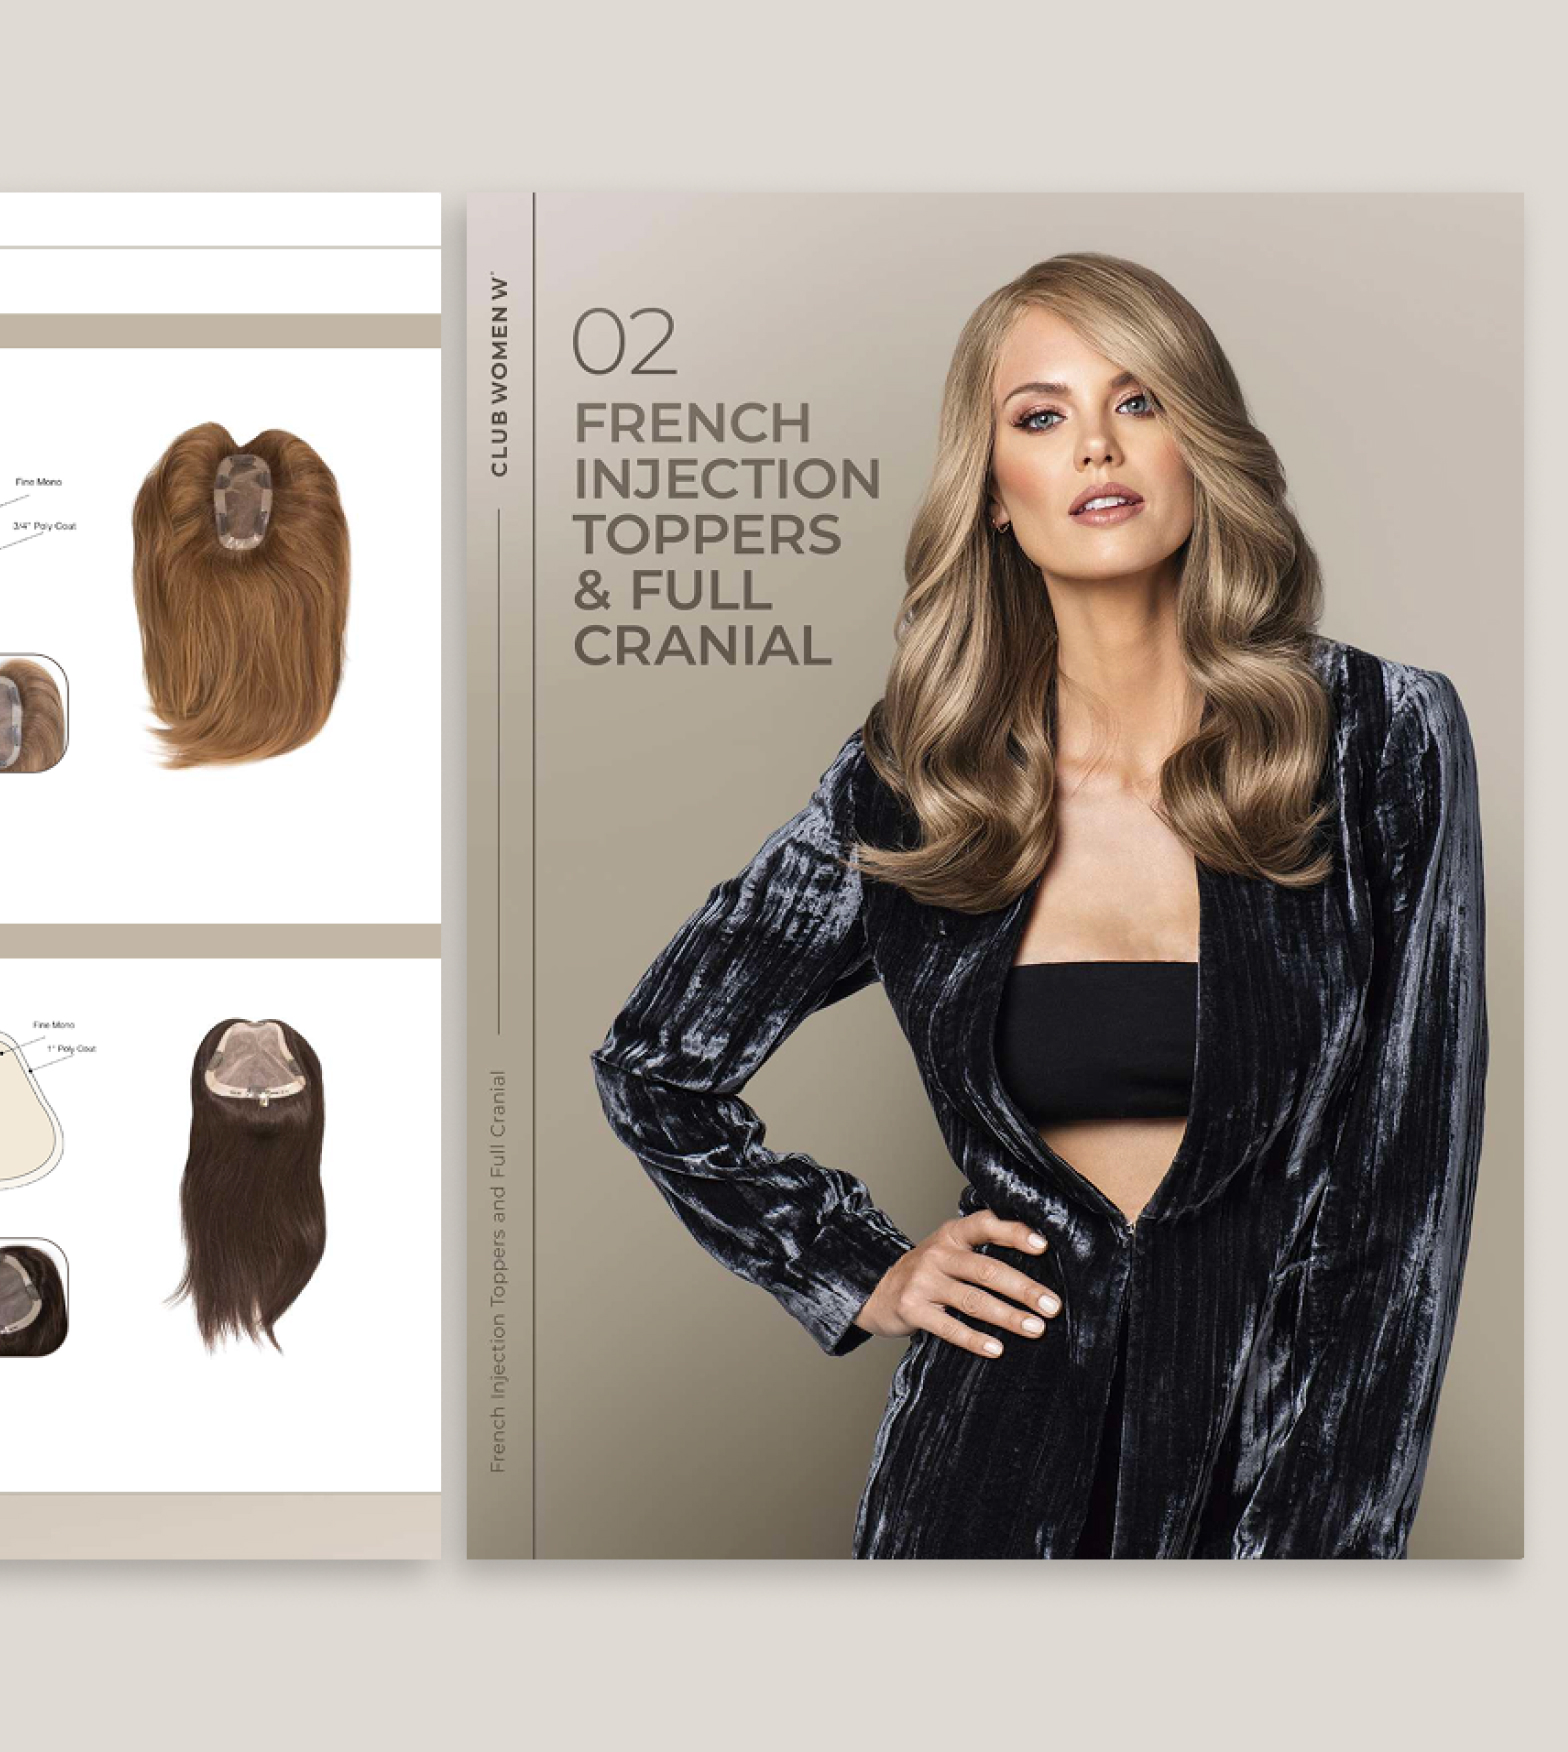 Fine Mono
3/4" Poly Coat
Fine Mono
1" Poly Coat
CLUB WOMEN W
French Injection Toppers and Full Cranial
02
FRENCH
INJECTION
TOPPERS
& FULL
CRANIAL